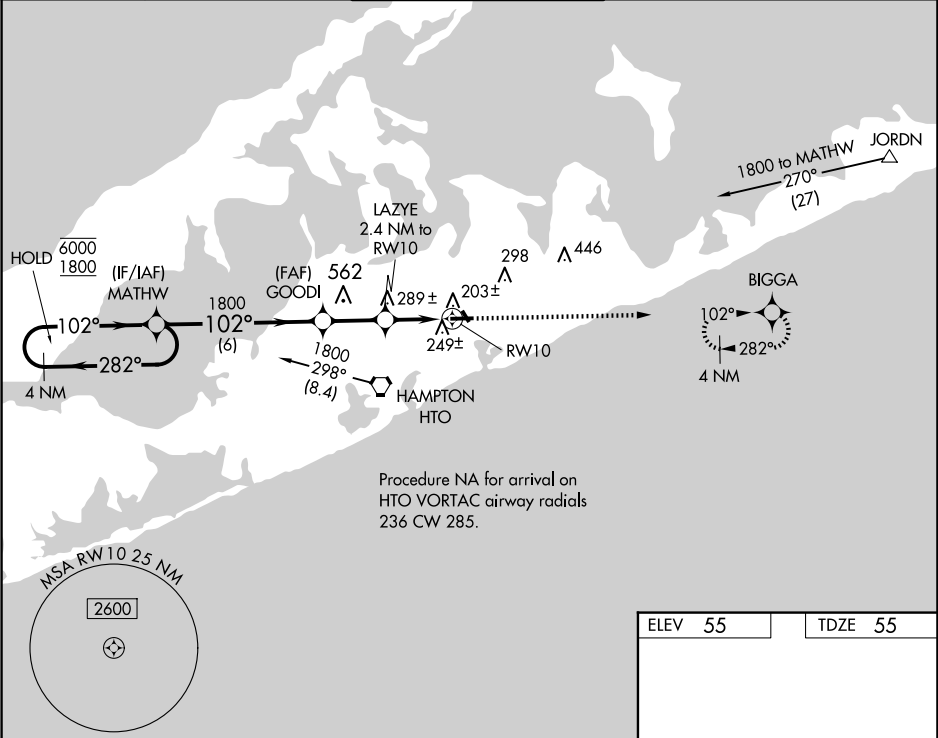 JORDN
1800 to MATHW
270°
(27)
LAZYE
2.4 NM to
RW10
HOLD
6000
1800
(IF/IAF)
MATHW
(FAF)
GOODI
562
298
446
BIGGA
289±
203±
102°
1800
102°
(6)
102°
249±
RW10
282°
1800
298°
(8.4)
282°
4 NM
4 NM
HAMPTON
HTO
Procedure NA for arrival on
HTO VORTAC airway radials
236 CW 285.
MSA RW10 25 NM
2600
ELEV 55
TDZE 55